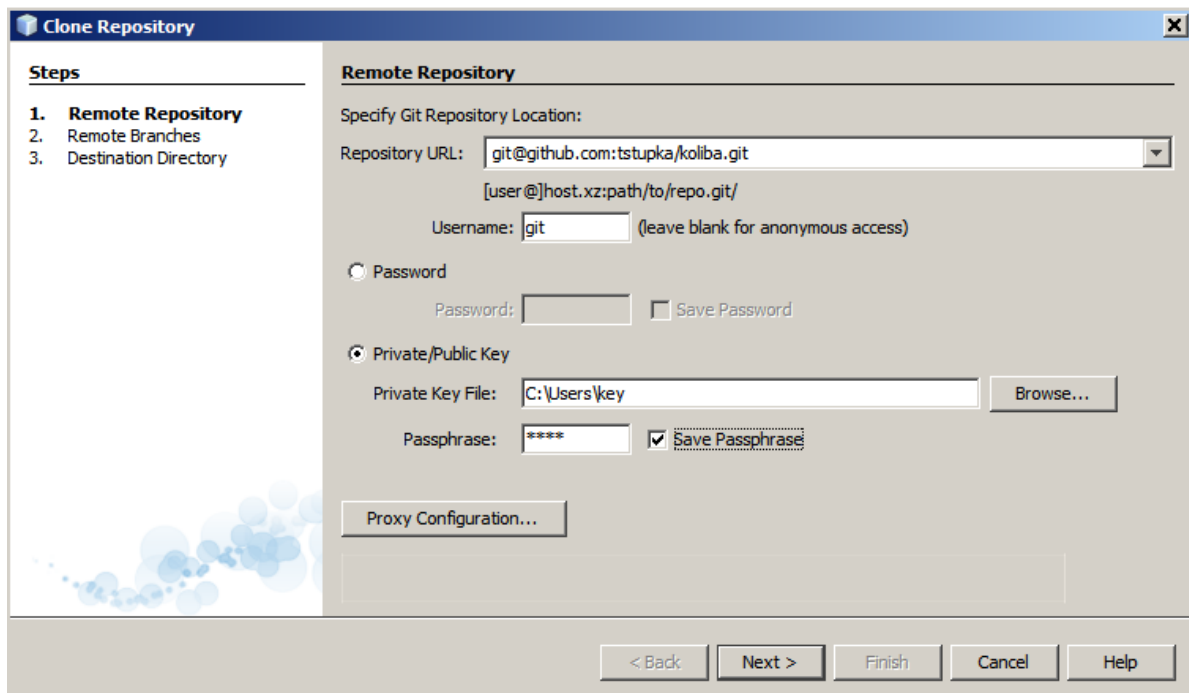 Clone Repository
Steps
1. Remote Repository
2. Remote Branches
3. Destination Directory
Remote Repository
Specify Git Repository Location:
Repository URL: git@github.com:tstupka/koliba.git
[user@]host.xz:path/to/repo.git/
Username: git (leave blank for anonymous access)
Password
Password: Save Password
Private/Public Key
Private Key File: C:\Users\key Browse...
Passphrase: **** Save Passphrase
Proxy Configuration...
< Back Next > Finish Cancel Help